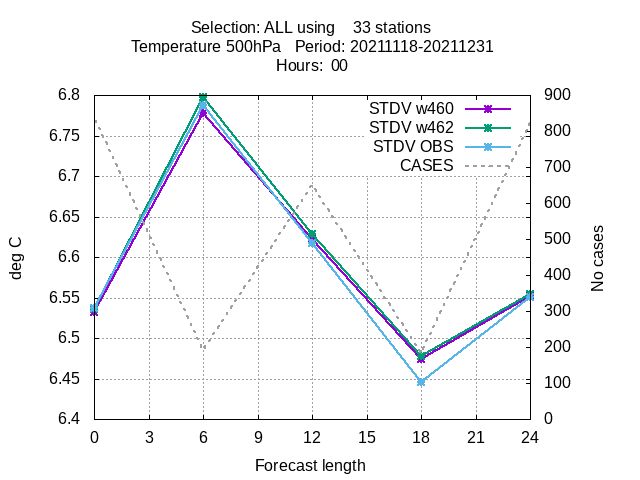 Selection: ALL using    33 stations
Temperature 500hPa   Period: 20211118-20211231
Hours:  00
6.8
6.75
6.7
6.65
6.6
6.55
6.5
6.45
6.4
deg C
STDV w460
STDV w462
STDV OBS
CASES
900
800
700
600
500
400
300
200
100
0
No cases
0 3 6 9 12 15 18 21 24
Forecast length